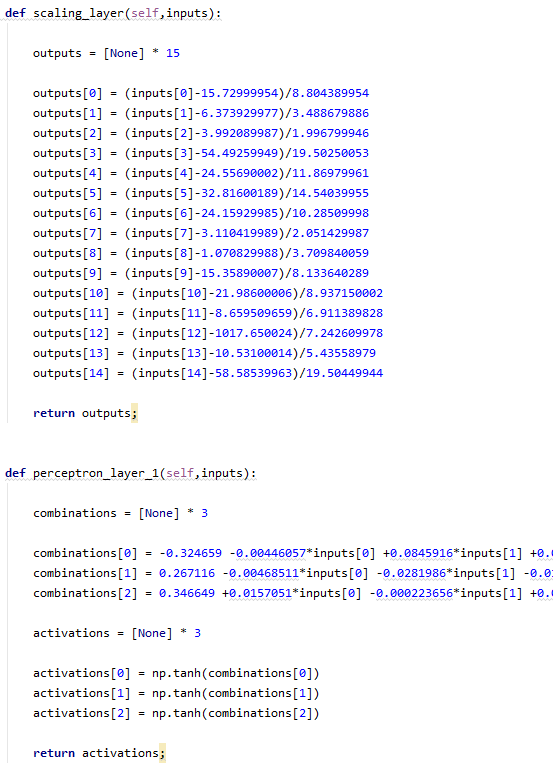 def scaling_layer(self,inputs):
outputs = [None] * 15
outputs[0] = (inputs[0]-15.72999954)/8.804389954
outputs[1] = (inputs[1]-6.373929977)/3.488679886
outputs[2] = (inputs[2]-3.992089987)/1.996799946
outputs[3] = (inputs[3]-54.49259949)/19.50250053
outputs[4] = (inputs[4]-24.55690002)/11.86979961
outputs[5] = (inputs[5]-32.81600189)/14.54039955
outputs[6] = (inputs[6]-24.15929985)/10.28509998
outputs[7] = (inputs[7]-3.110419989)/2.051429987
outputs[8] = (inputs[8]-1.070829988)/3.709840059
outputs[9] = (inputs[9]-15.35890007)/8.133640289
outputs[10] = (inputs[10]-21.98600006)/8.937150002
outputs[11] = (inputs[11]-8.659509659)/6.911389828
outputs[12] = (inputs[12]-1017.650024)/7.242609978
outputs[13] = (inputs[13]-10.53100014)/5.43558979
outputs[14] = (inputs[14]-58.58539963)/19.50449944
return outputs;
def perceptron_layer_1(self,inputs):
combinations = [None] * 3
combinations[0] = -0.324659 -0.00446057*inputs[0] +0.0845916*inputs[1] +0.
combinations[1] = 0.267116 -0.00468511*inputs[0] -0.0281986*inputs[1] -0.0
combinations[2] = 0.346649 +0.0157051*inputs[0] -0.000223656*inputs[1] +0.
activations = [None] * 3
activations[0] = np.tanh(combinations[0])
activations[1] = np.tanh(combinations[1])
activations[2] = np.tanh(combinations[2])
return activations;